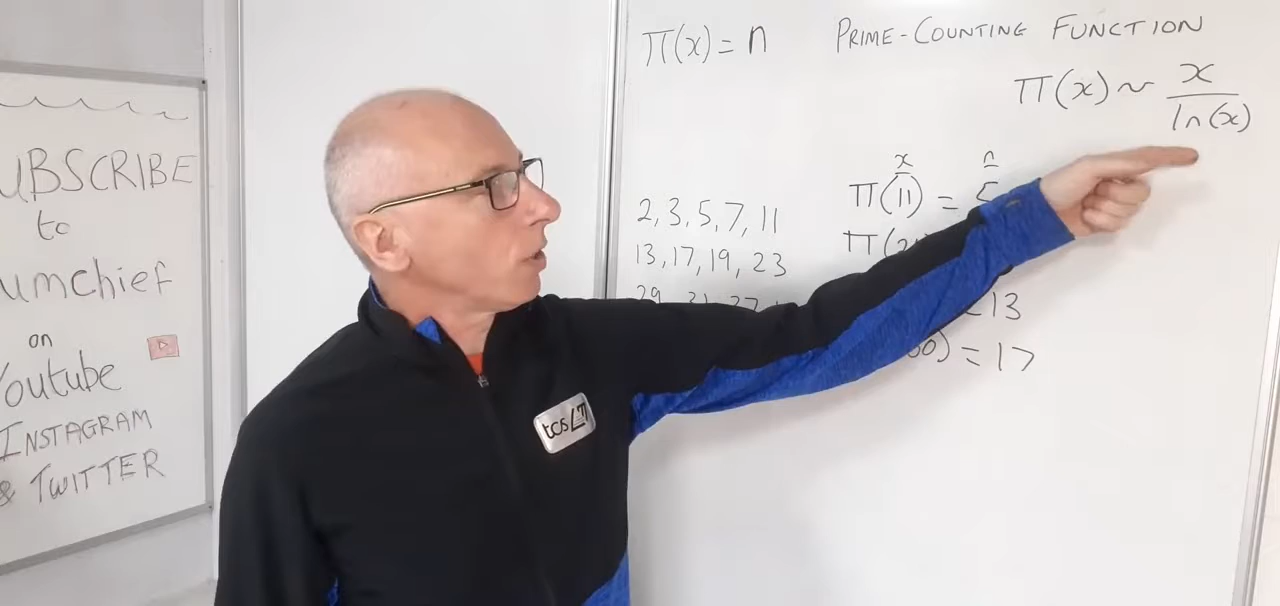 UBSCRIBE
to
umchief
on
Youtube
INSTAGRAM
& TWITTER
tcs
π(x) = n
PRIME-COUNTING FUNCTION
π(x) ~ x
ln(x)
x n
π(11) = 5
2, 3, 5, 7, 11
13, 17, 19, 23
13
= 17